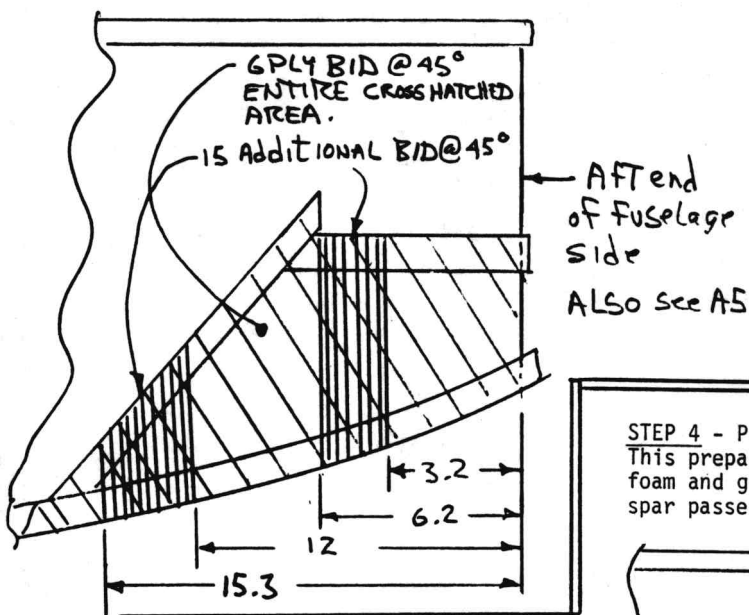 6PLY BID @ 45°
ENTIRE CROSSHATCHED
AREA.
15 Additional BID@45°
Aft end
of fuselage
side
ALSO see A5
3.2
6.2
12
15.3
STEP 4 - P
This prepa
foam and g
spar passe